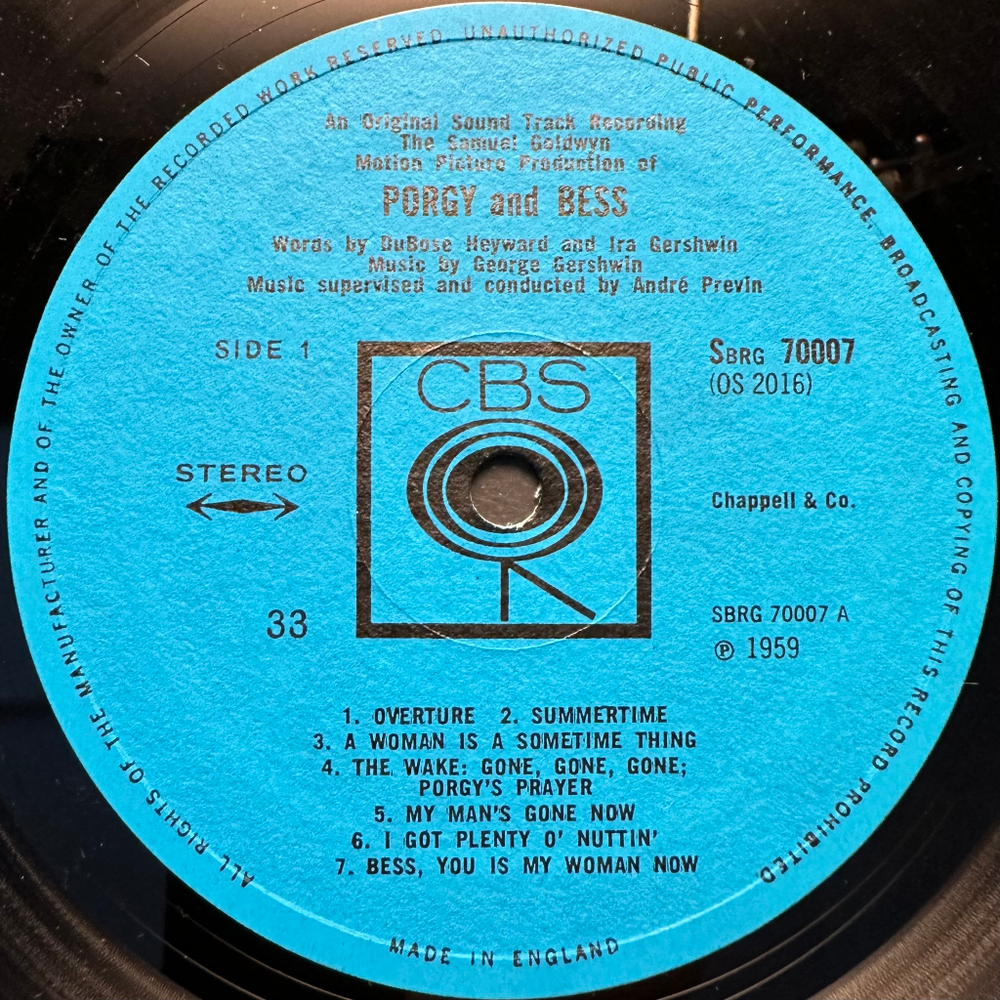 ALL RIGHTS OF THE MANUFACTURER AND OF THE OWNER OF THE RECORDED WORK RESERVED. UNAUTHORIZED PUBLIC PERFORMANCE, BROADCASTING AND COPYING OF THIS RECORD PROHIBITED
An Original Sound Track Recording
The Samuel Goldwyn
Motion Picture Production of
PORGY and BESS
Words by DuBose Heyward and Ira Gershwin
Music by George Gershwin
Music supervised and conducted by André Previn
SIDE 1
CBS
SBRG 70007
(OS 2016)
STEREO
Chappell & Co.
33
SBRG 70007 A
℗ 1959
1. OVERTURE 2. SUMMERTIME
3. A WOMAN IS A SOMETIME THING
4. THE WAKE: GONE, GONE, GONE;
PORGY'S PRAYER
5. MY MAN'S GONE NOW
6. I GOT PLENTY O' NUTTIN'
7. BESS, YOU IS MY WOMAN NOW
MADE IN ENGLAND